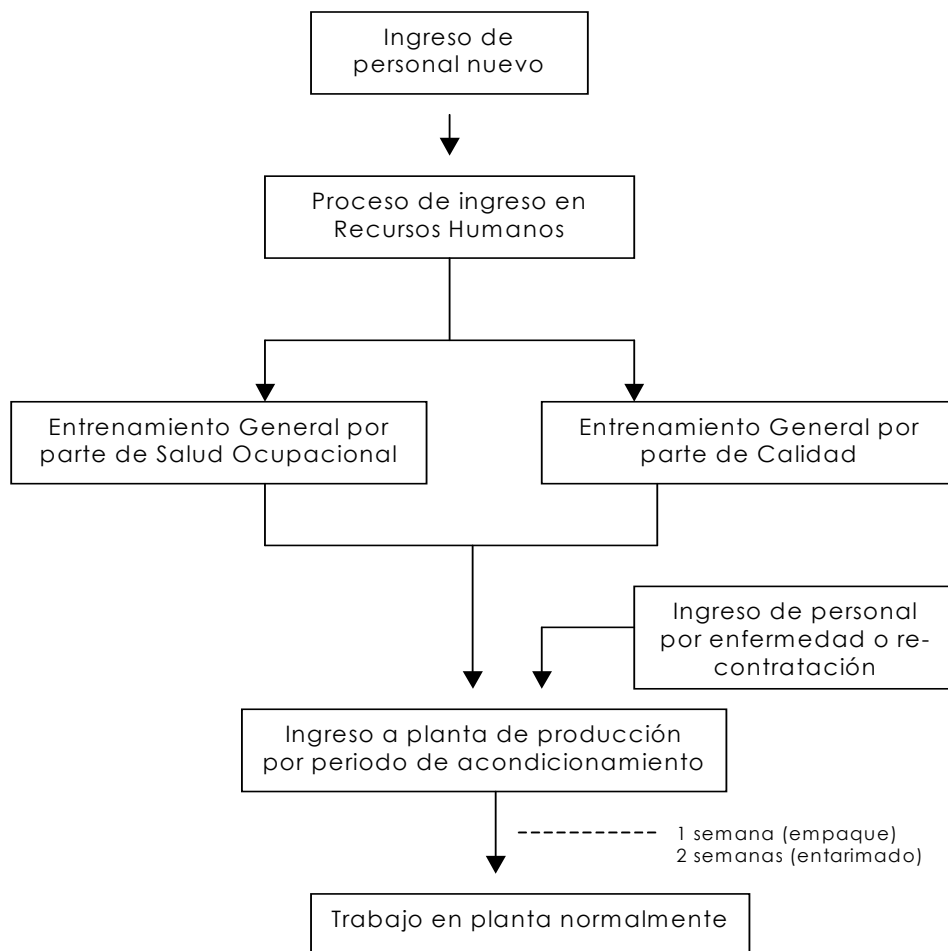 Ingreso de
personal nuevo
Proceso de ingreso en
Recursos Humanos
Entrenamiento General por
parte de Salud Ocupacional
Entrenamiento General por
parte de Calidad
Ingreso de personal
por enfermedad o re-
contratación
Ingreso a planta de producción
por periodo de acondicionamiento
1 semana (empaque)
2 semanas (entarimado)
Trabajo en planta normalmente